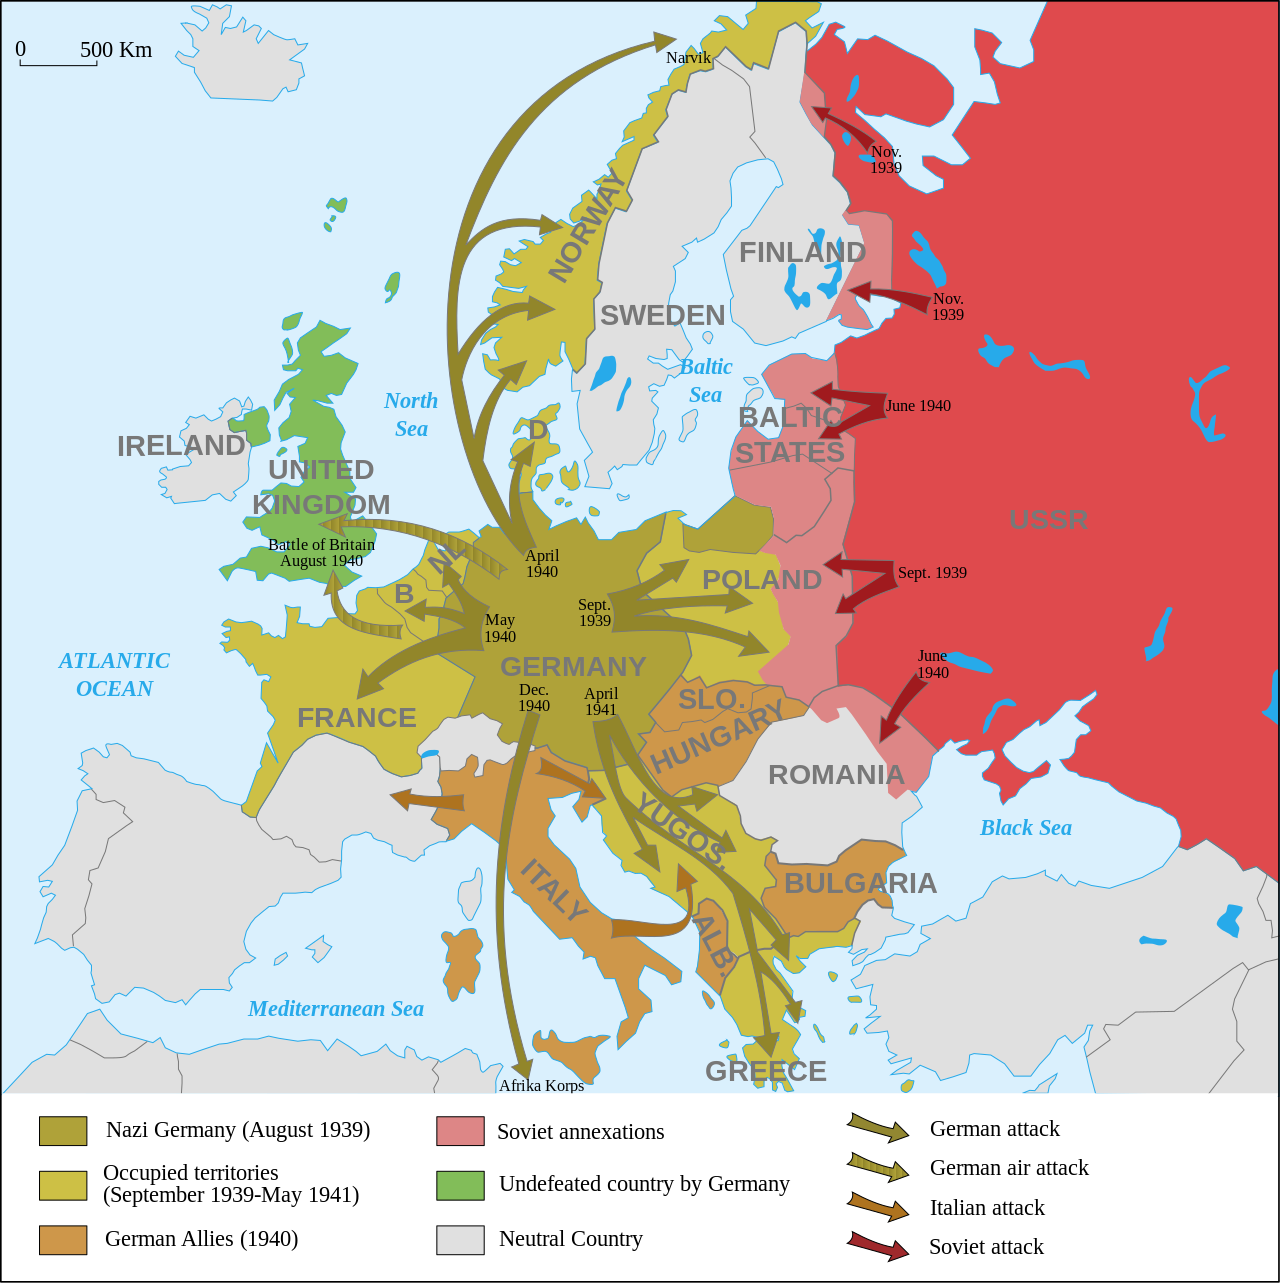 0 500 Km
Narvik
Nov.
1939
NORWAY
FINLAND
SWEDEN
Nov.
1939
Baltic
Sea
North
Sea
June 1940
D
BALTIC
STATES
IRELAND
UNITED
KINGDOM
USSR
Battle of Britain
August 1940
NL
April
1940
Sept. 1939
POLAND
B
Sept.
1939
May
1940
ATLANTIC
OCEAN
GERMANY
June
1940
Dec.
1940
April
1941
SLO.
FRANCE
HUNGARY
ROMANIA
YUGOS.
Black Sea
ITALY
BULGARIA
ALB.
Mediterranean Sea
GREECE
Afrika Korps
Nazi Germany (August 1939)
Occupied territories
(September 1939-May 1941)
German Allies (1940)
Soviet annexations
Undefeated country by Germany
Neutral Country
German attack
German air attack
Italian attack
Soviet attack